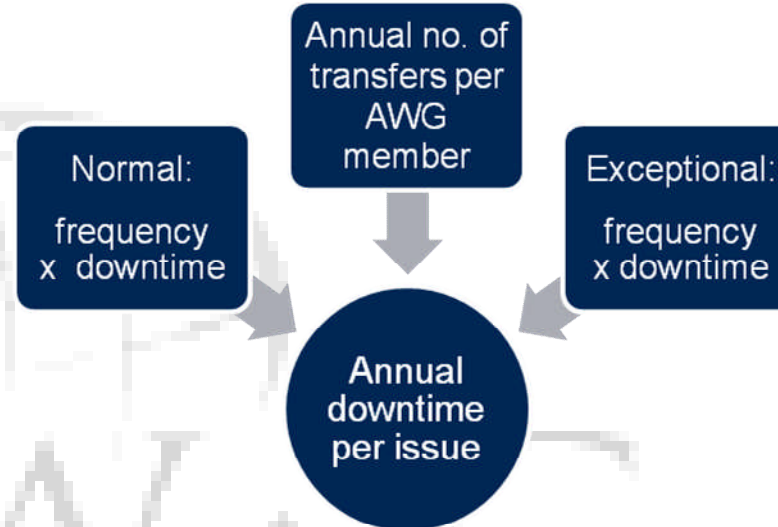 Annual no. of
transfers per
AWG
member
Normal:
frequency
x downtime
Exceptional:
frequency
x downtime
Annual
downtime
per issue